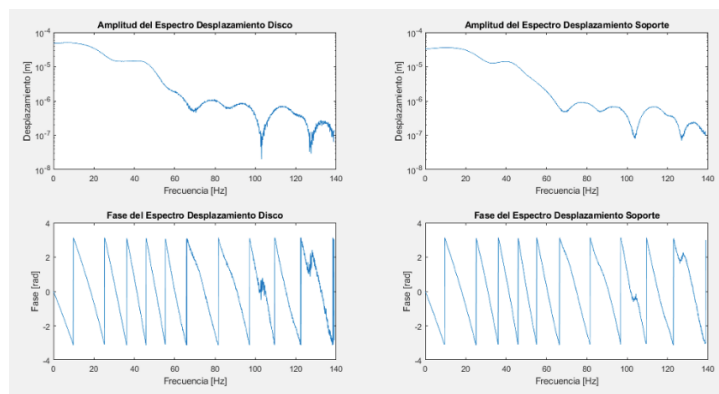 Amplitud del Espectro Desplazamiento Disco
10^-4
10^-5
10^-6
10^-7
10^-8
Desplazamiento [m]
0 20 40 60 80 100 120 140
Frecuencia [Hz]
Amplitud del Espectro Desplazamiento Soporte
10^-4
10^-5
10^-6
10^-7
10^-8
Desplazamiento [m]
0 20 40 60 80 100 120 140
Frecuencia [Hz]
Fase del Espectro Desplazamiento Disco
4
2
0
-2
-4
Fase [rad]
0 20 40 60 80 100 120 140
Frecuencia [Hz]
Fase del Espectro Desplazamiento Soporte
4
2
0
-2
-4
Fase [rad]
0 20 40 60 80 100 120 140
Frecuencia [Hz]